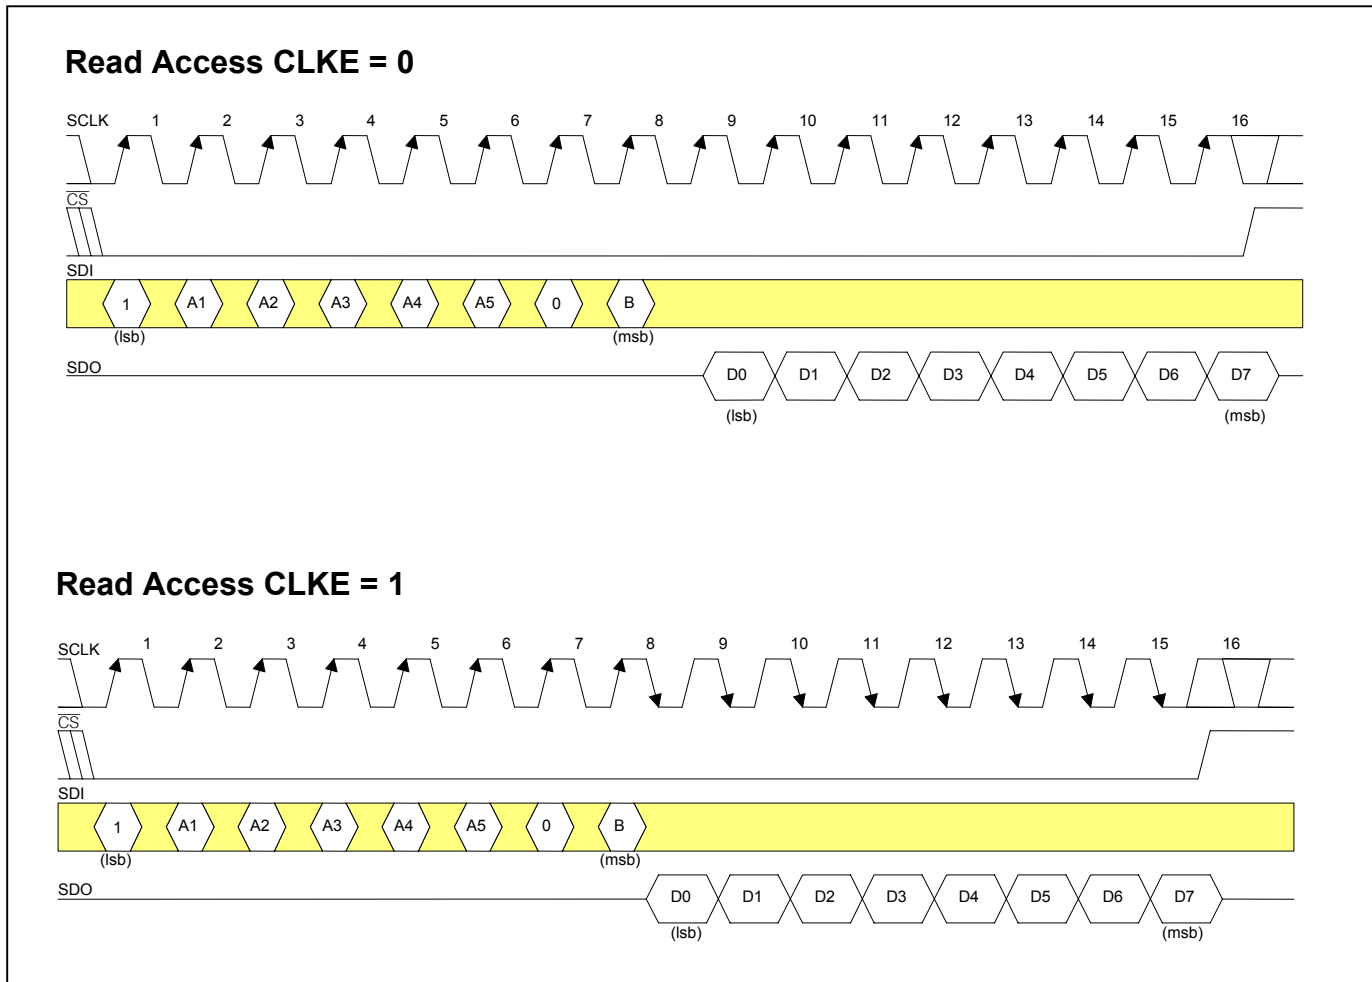 Read Access CLKE = 0
SCLK 1 2 3 4 5 6 7 8 9 10 11 12 13 14 15 16
CS
SDI
1 A1 A2 A3 A4 A5 0 B
(lsb) (msb)
SDO
D0 D1 D2 D3 D4 D5 D6 D7
(lsb) (msb)
Read Access CLKE = 1
SCLK 1 2 3 4 5 6 7 8 9 10 11 12 13 14 15 16
CS
SDI
1 A1 A2 A3 A4 A5 0 B
(lsb) (msb)
SDO
D0 D1 D2 D3 D4 D5 D6 D7
(lsb) (msb)